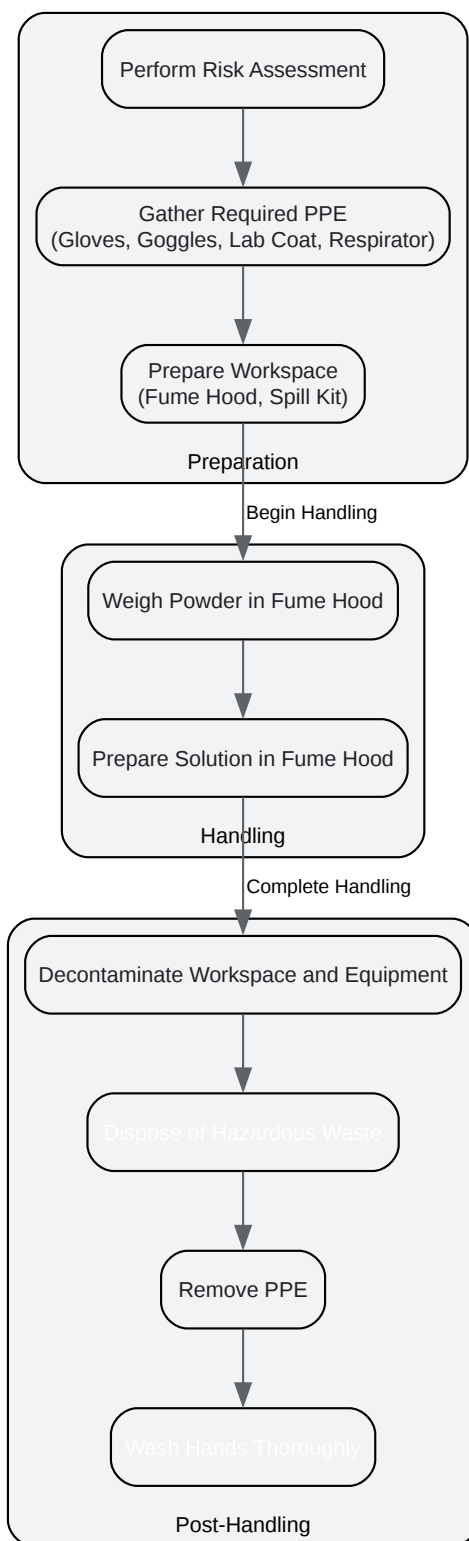 Perform Risk Assessment
Gather Required PPE
(Gloves, Goggles, Lab Coat, Respirator)
Prepare Workspace
(Fume Hood, Spill Kit)
Preparation
Begin Handling
Weigh Powder in Fume Hood
Prepare Solution in Fume Hood
Handling
Complete Handling
Decontaminate Workspace and Equipment
Dispose of Hazardous Waste
Remove PPE
Wash Hands Thoroughly
Post-Handling